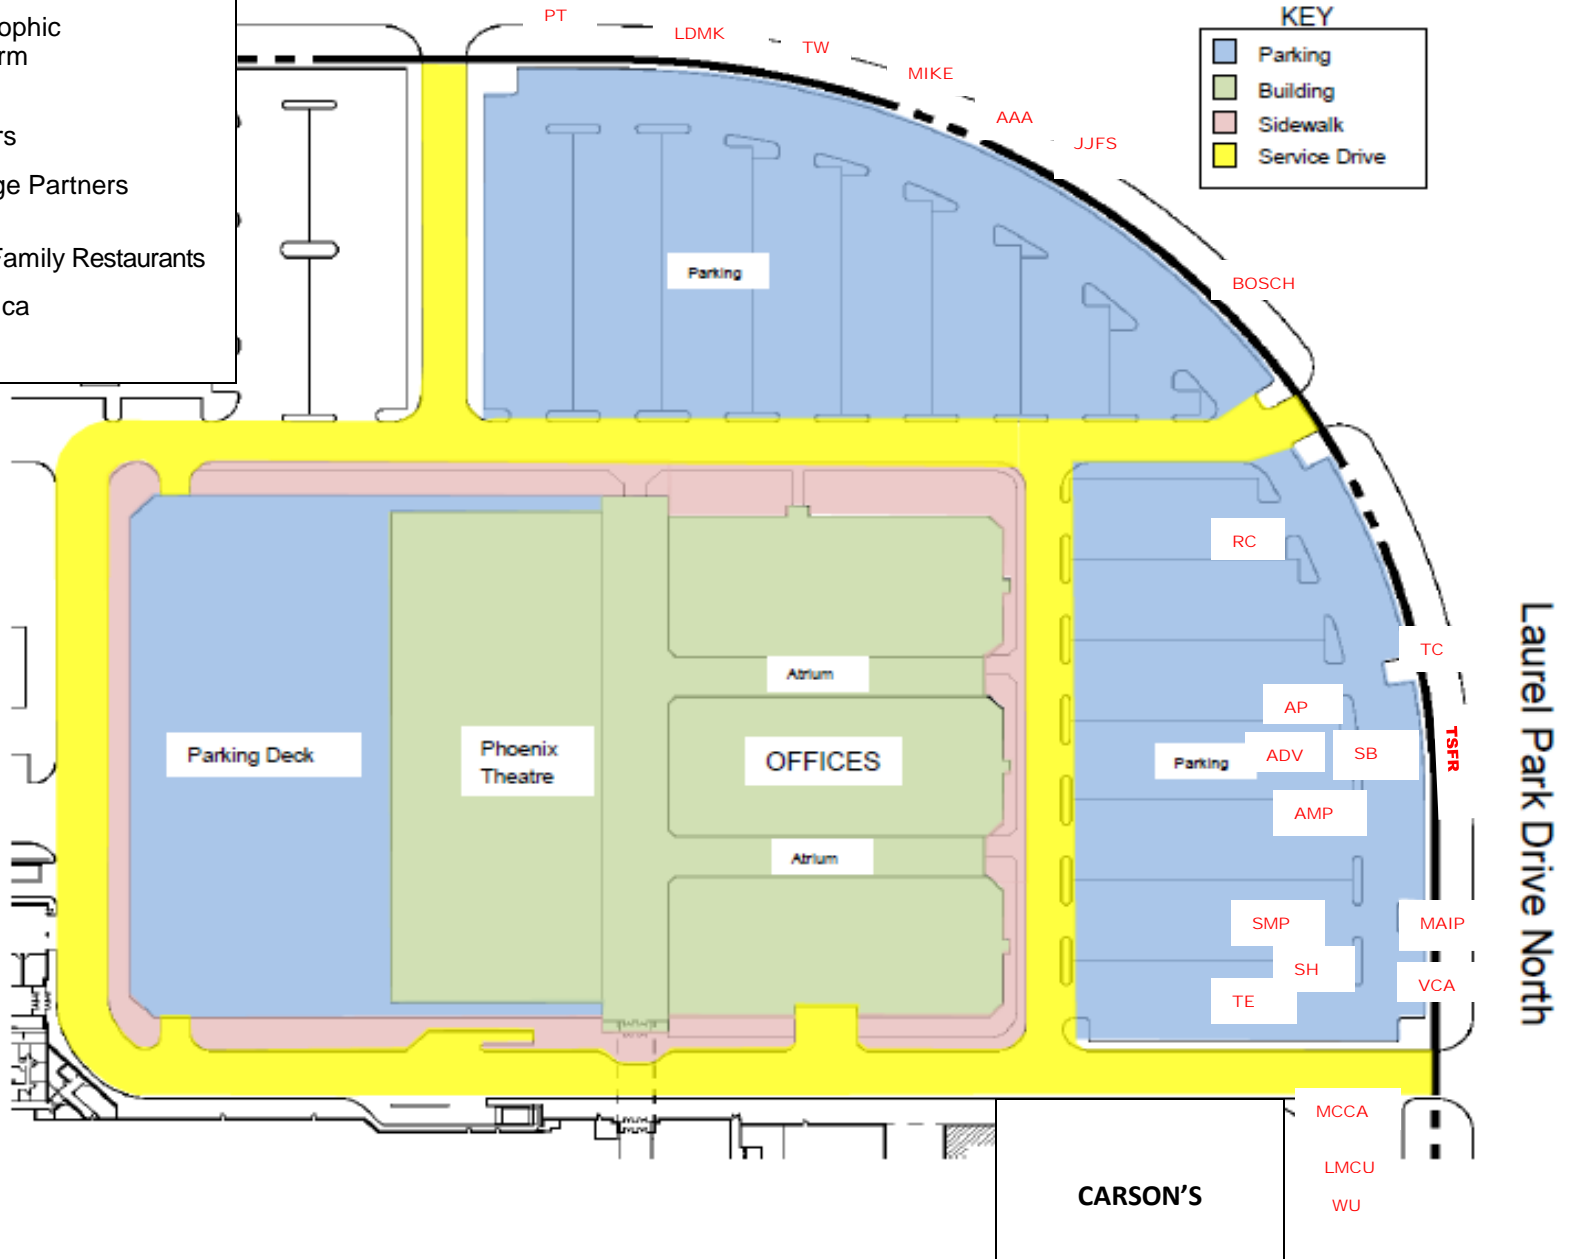 ophic
rm
rs
ge Partners
Family Restaurants
ca
PT
LDMK
TW
MIKE
AAA
JJFS
BOSCH
KEY
Parking
Building
Sidewalk
Service Drive
Parking
RC
TC
AP
Parking
ADV
SB
TSFR
AMP
SMP
MAIP
SH
VCA
TE
Laurel Park Drive North
Parking Deck
Phoenix
Theatre
Atrium
OFFICES
Atrium
MCCA
LMCU
WU
CARSON'S